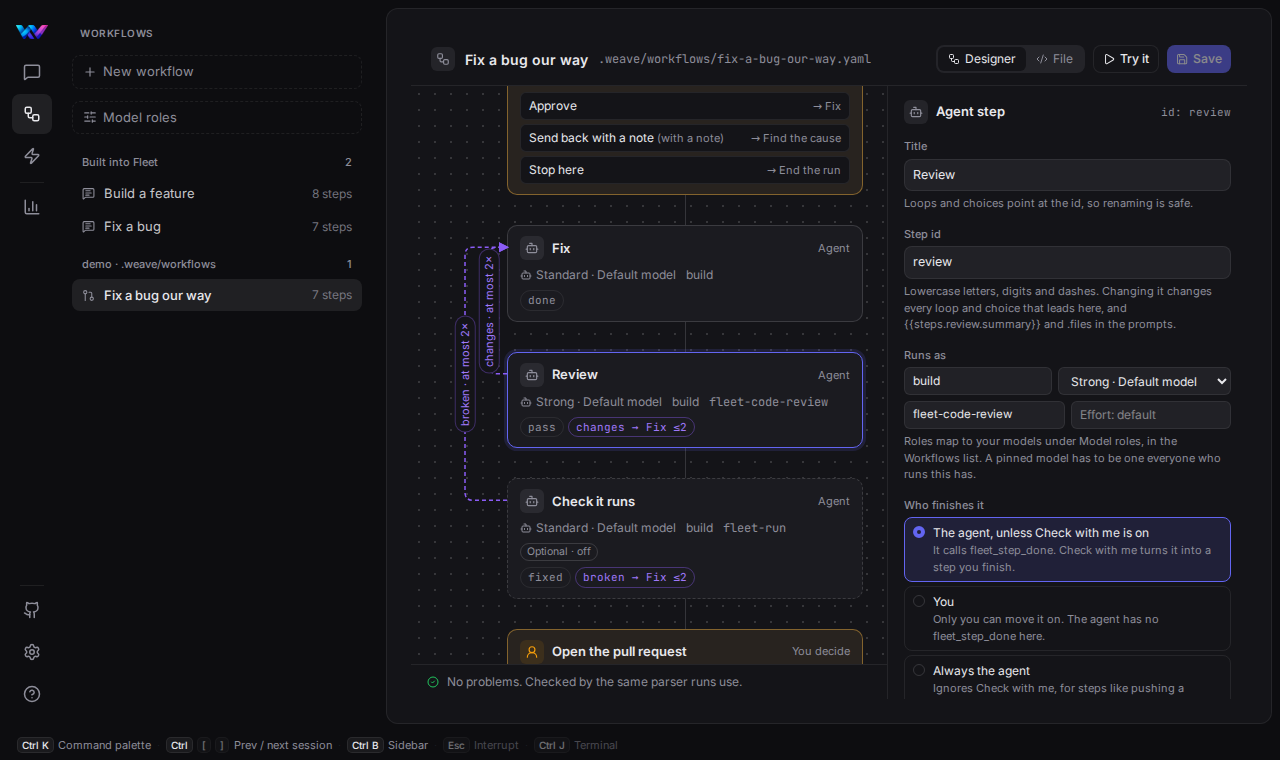 WORKFLOWS
New workflow
Model roles
Built into Fleet 2
Build a feature 8 steps
Fix a bug 7 steps
demo · .weave/workflows 1
Fix a bug our way 7 steps
Fix a bug our way .weave/workflows/fix-a-bug-our-way.yaml
Designer
File
Try it
Save
Approve → Fix
Send back with a note (with a note) → Find the cause
Stop here → End the run
Fix Agent
Standard · Default model build
done
changes · at most 2×
broken · at most 2×
Review Agent
Strong · Default model build fleet-code-review
pass changes → Fix ≤2
Check it runs Agent
Standard · Default model build fleet-run
Optional · off
fixed broken → Fix ≤2
Open the pull request You decide
No problems. Checked by the same parser runs use.
Agent step id: review
Title
Review
Loops and choices point at the id, so renaming is safe.
Step id
review
Lowercase letters, digits and dashes. Changing it changes
every loop and choice that leads here, and
{{steps.review.summary}} and .files in the prompts.
Runs as
build Strong · Default model
fleet-code-review Effort: default
Roles map to your models under Model roles, in the
Workflows list. A pinned model has to be one everyone who
runs this has.
Who finishes it
The agent, unless Check with me is on
It calls fleet_step_done. Check with me turns it into a
step you finish.
You
Only you can move it on. The agent has no
fleet_step_done here.
Always the agent
Ignores Check with me, for steps like pushing a
Ctrl K Command palette Ctrl [ ] Prev / next session Ctrl B Sidebar Esc Interrupt Ctrl J Terminal